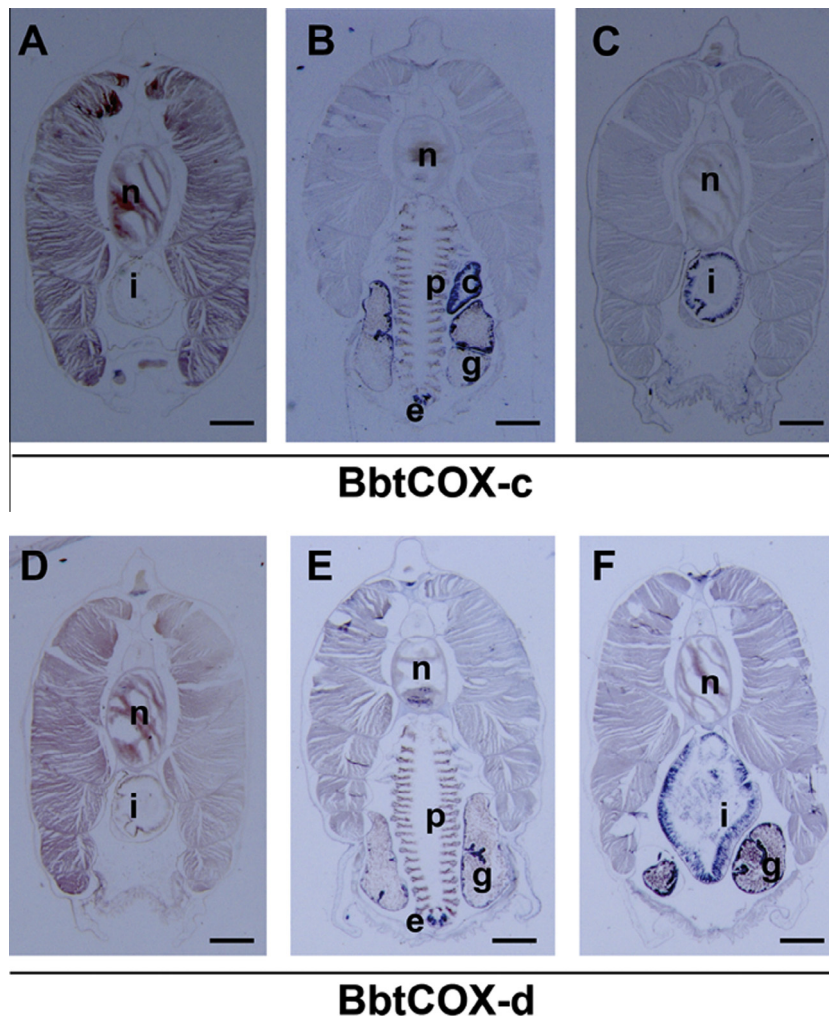 A B C
n n n
i p c i
g
e
BbtCOX-c
D E F
n n n
i p i
g g
e
BbtCOX-d